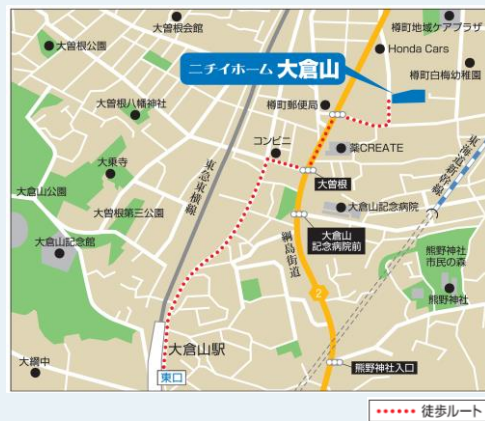 大曽根会館
樽町地域ケアプラザ
大曽根公園
Honda Cars
ニチイホーム 大倉山
樽町白梅幼稚園
大曽根八幡神社
樽町郵便局
コンビニ
東急東横線
東海道新幹線
薬CREATE
大東寺
大倉山公園
大曽根
大曽根第三公園
大倉山記念病院
大倉山記念館
大倉山
記念病院前
綱島街道
熊野神社
市民の森
2
熊野神社
大倉山駅
大綱中
東口
熊野神社入口
徒歩ルート